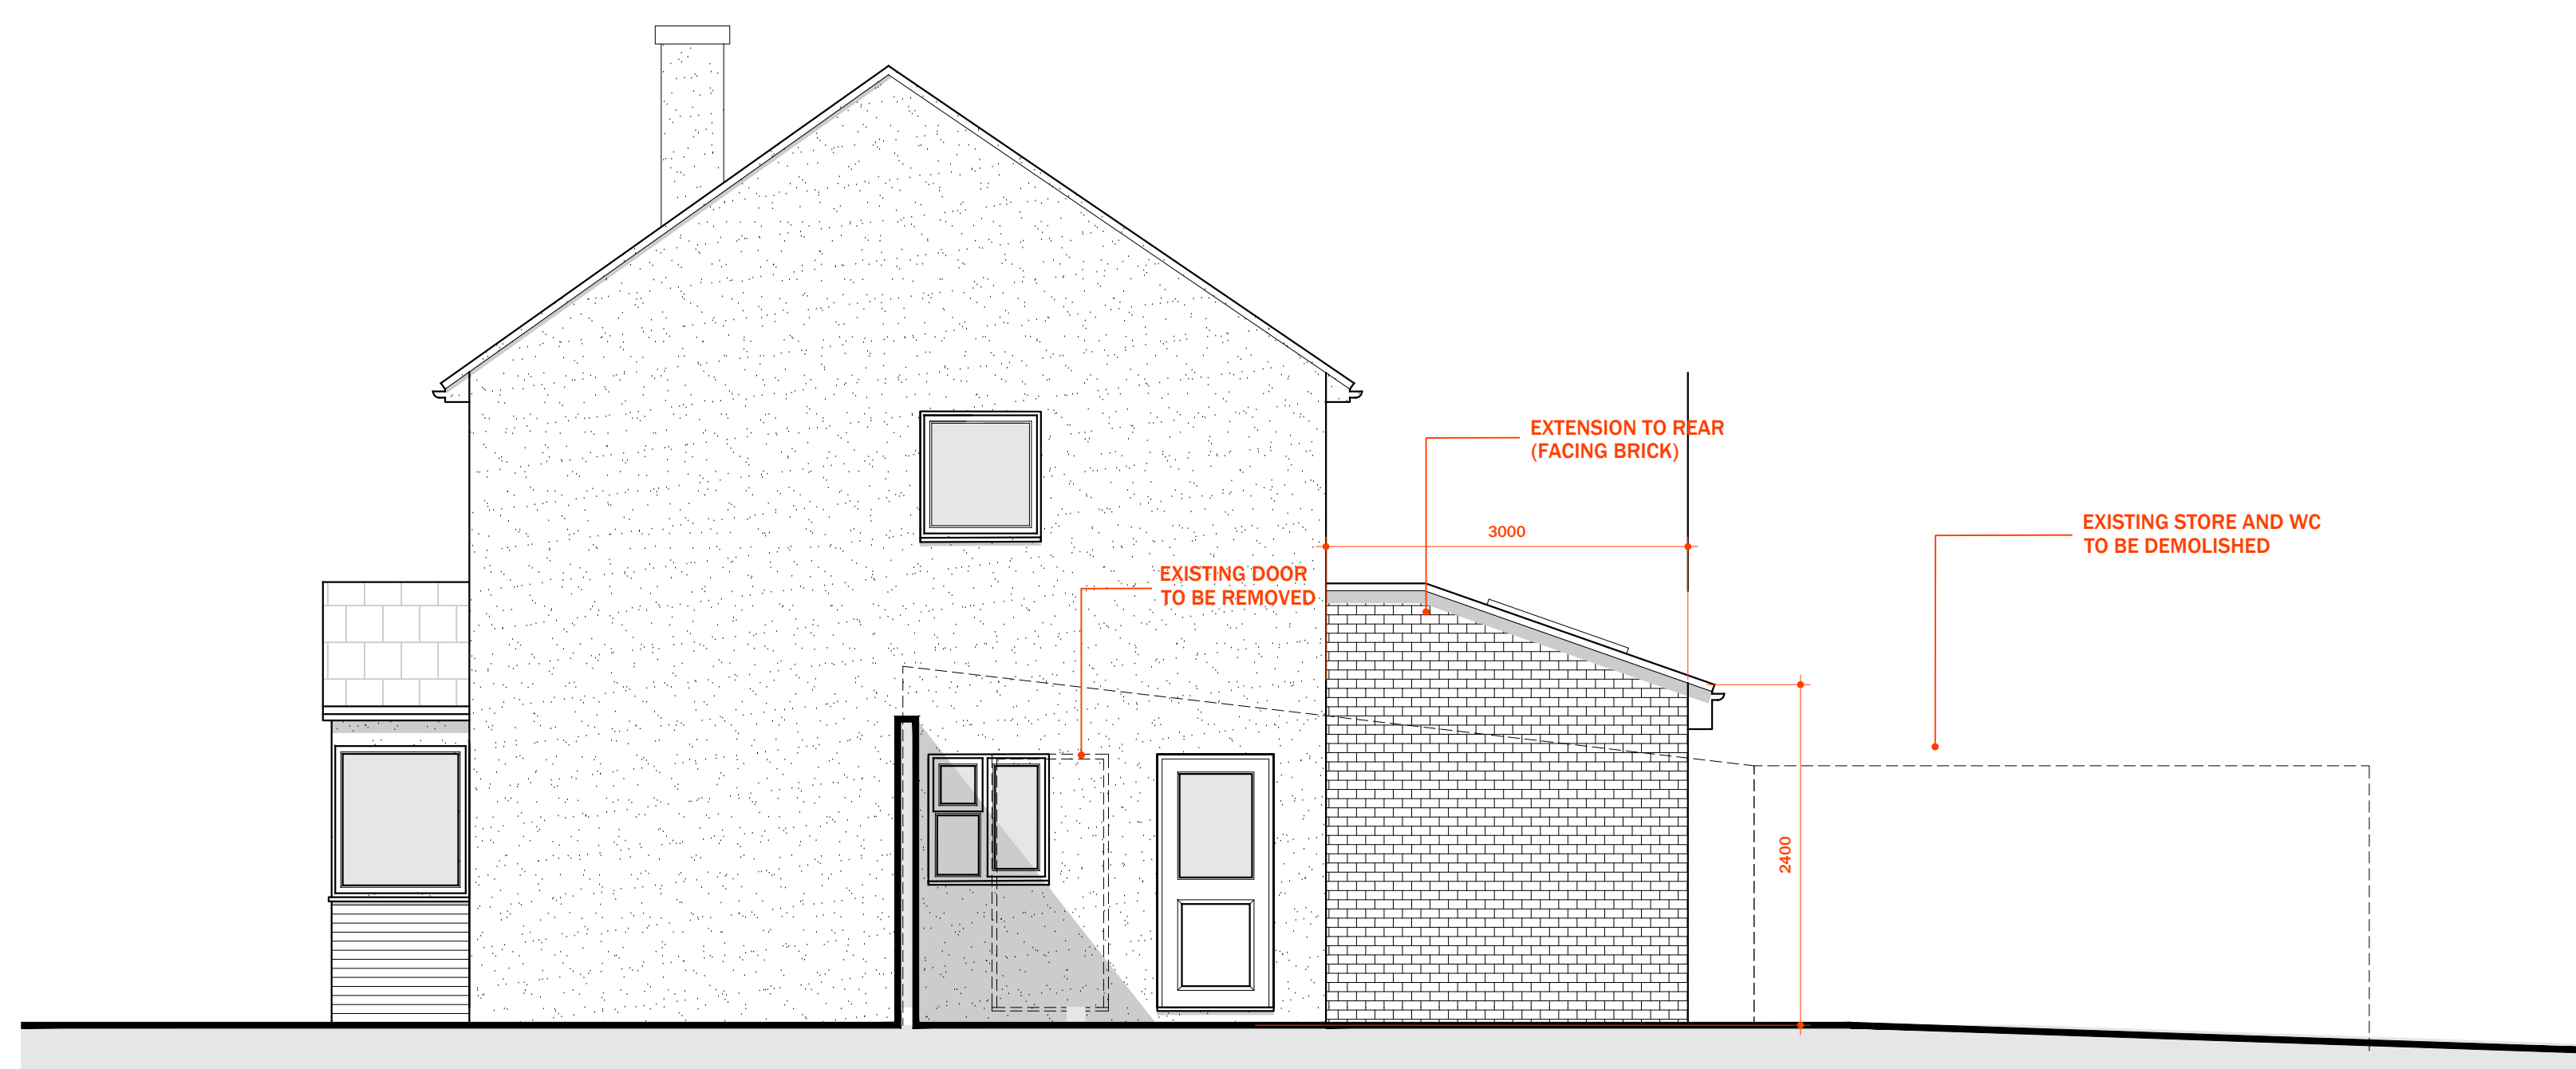 EXTENSION TO REAR
(FACING BRICK)
3000
EXISTING STORE AND WC
TO BE DEMOLISHED
EXISTING DOOR
TO BE REMOVED
2400